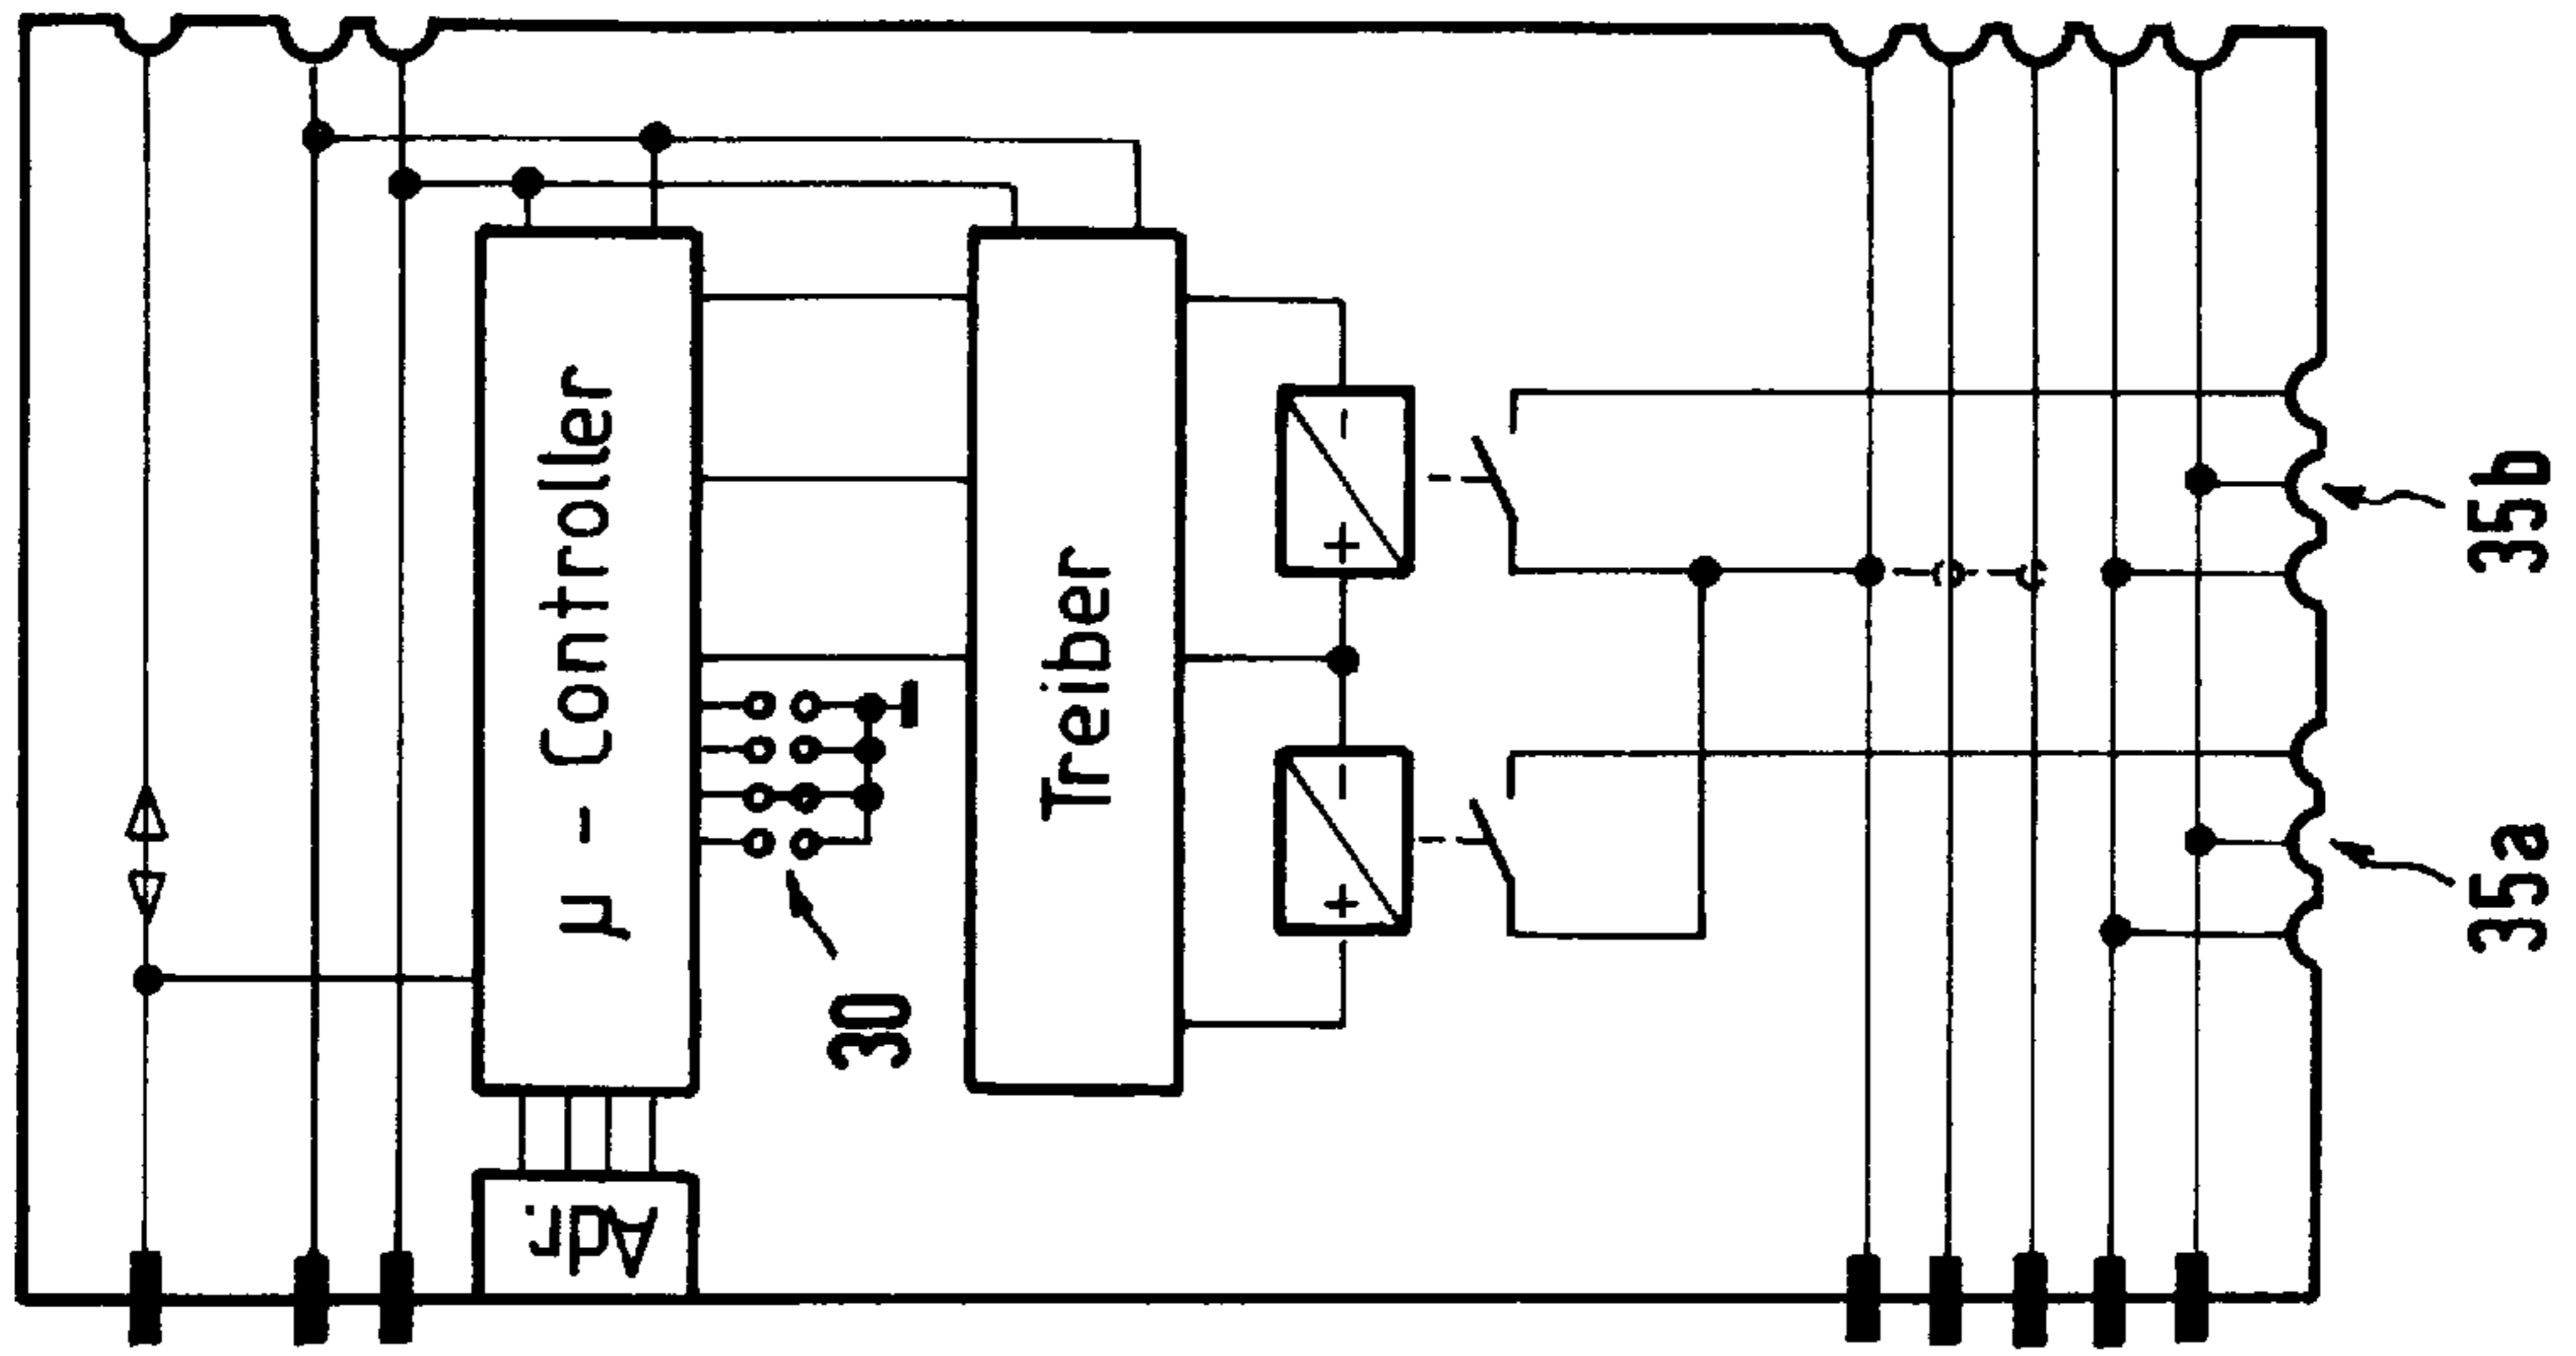 µ - Controller
Treiber
Adr.
30
- +
- +
35b
35a